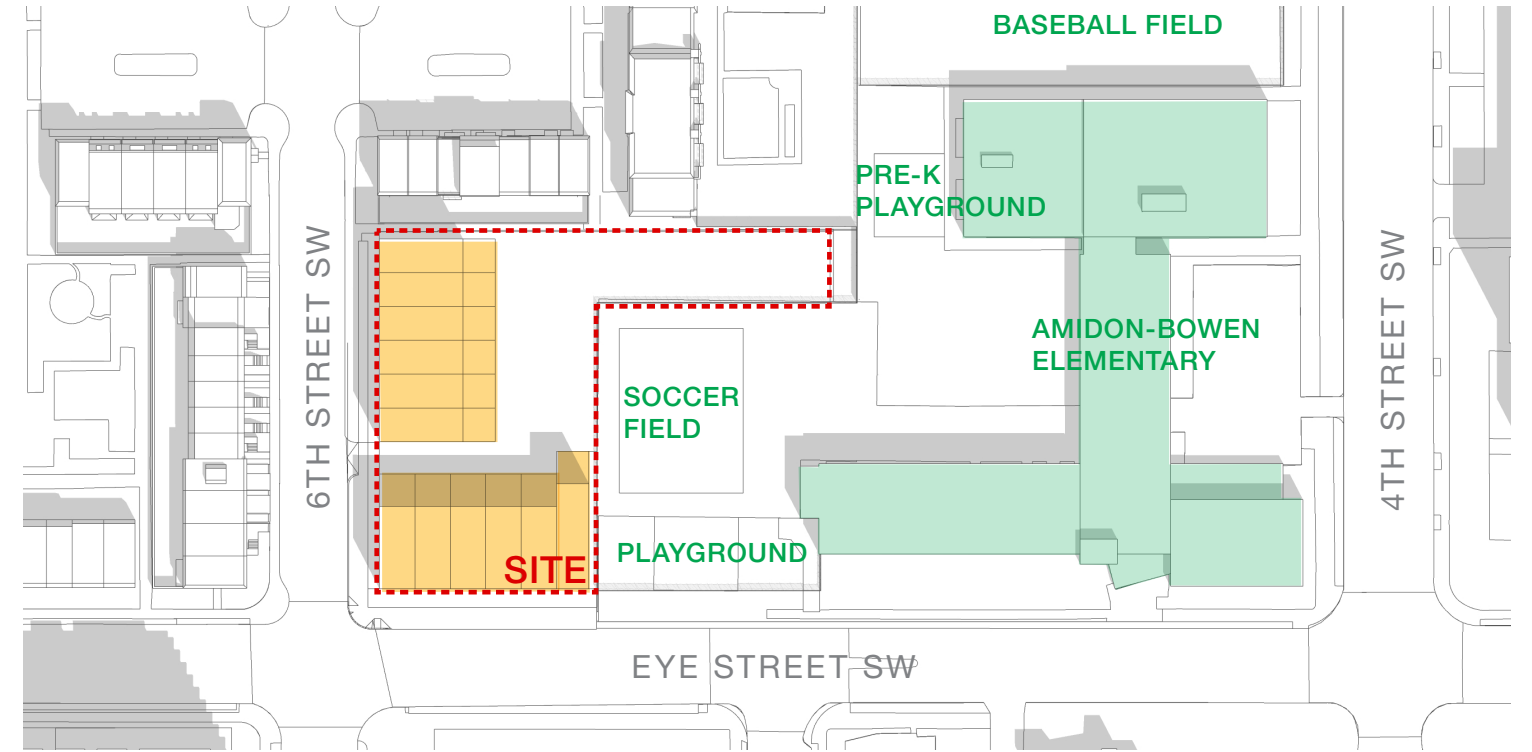 BASEBALL FIELD
PRE-K
PLAYGROUND
6TH STREET SW
4TH STREET SW
AMIDON-BOWEN
ELEMENTARY
SOCCER
FIELD
PLAYGROUND
SITE
EYE STREET SW